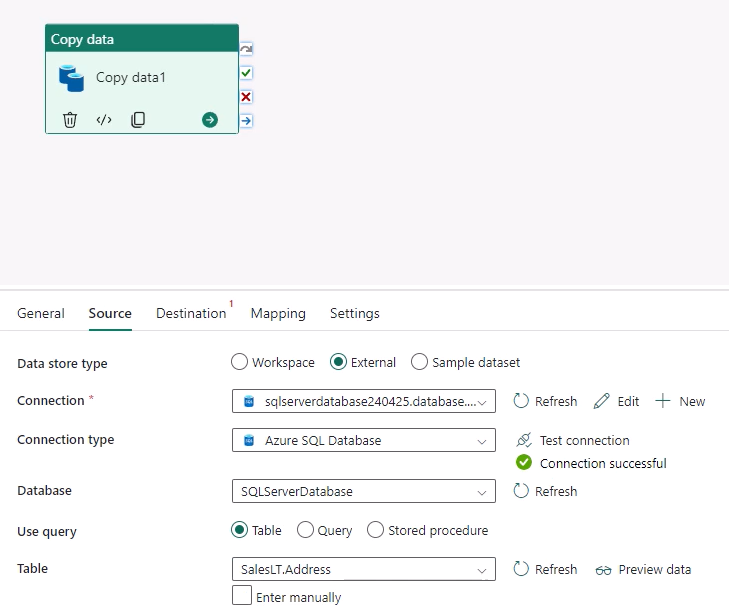 Copy data
Copy data1
</>
General Source Destination 1 Mapping Settings
Data store type Workspace External Sample dataset
Connection * sqlserverdatabase240425.database.... Refresh Edit New
Connection type Azure SQL Database Test connection
Connection successful
Database SQLServerDatabase Refresh
Use query Table Query Stored procedure
Table SalesLT.Address Refresh Preview data
Enter manually